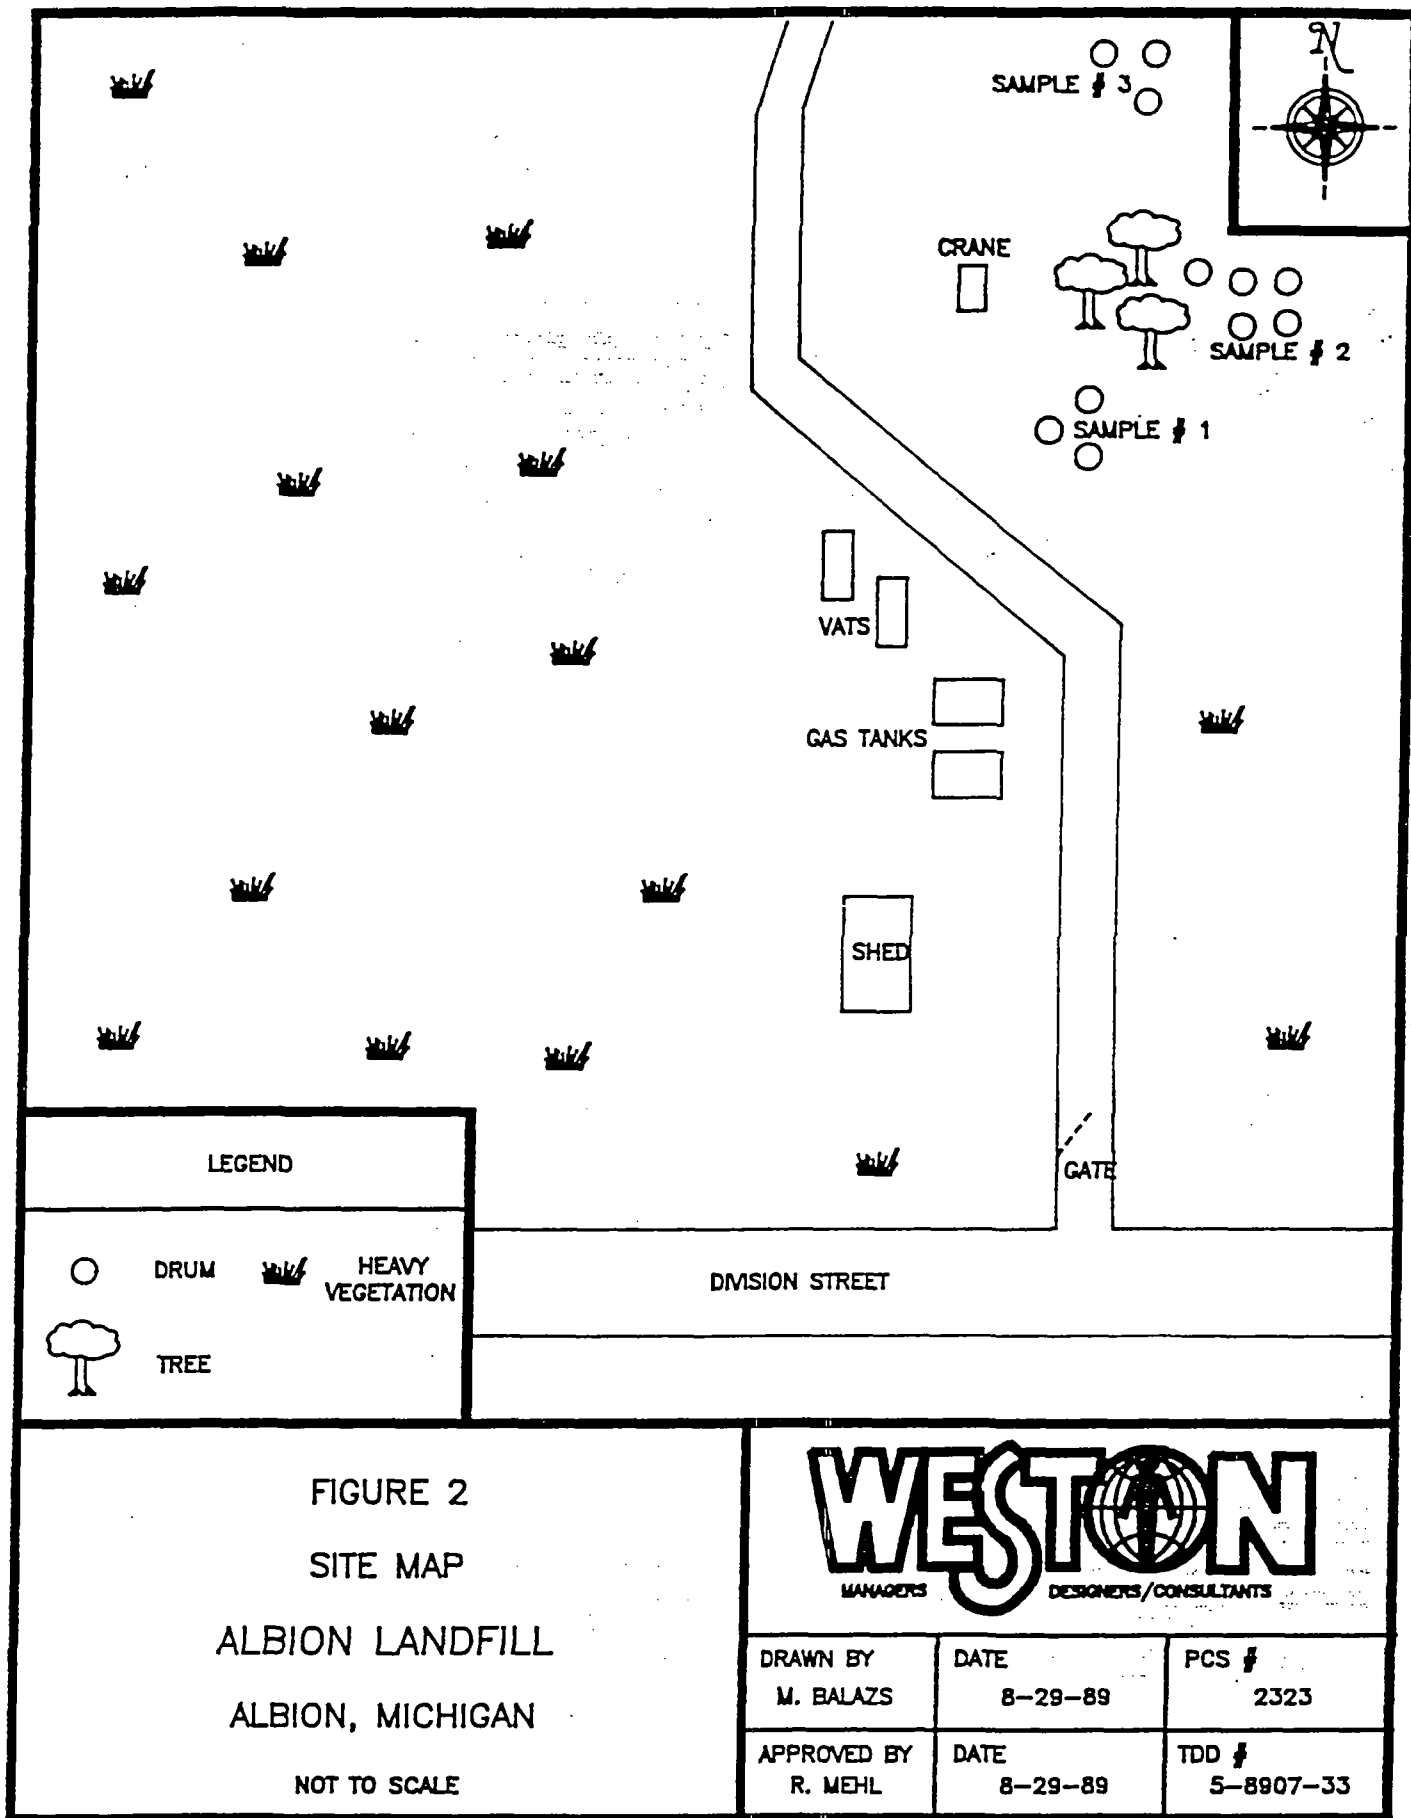 N
SAMPLE # 3
CRANE
SAMPLE # 2
SAMPLE # 1
VATS
GAS TANKS
SHED
GATE
LEGEND
DRUM
HEAVY
VEGETATION
TREE
DIVISION STREET
FIGURE 2
SITE MAP
ALBION LANDFILL
ALBION, MICHIGAN
NOT TO SCALE
WESTON
MANAGERS DESIGNERS/CONSULTANTS
DRAWN BY
M. BALAZS
DATE
8-29-89
PCS #
2323
APPROVED BY
R. MEHL
DATE
8-29-89
TDD #
5-8907-33